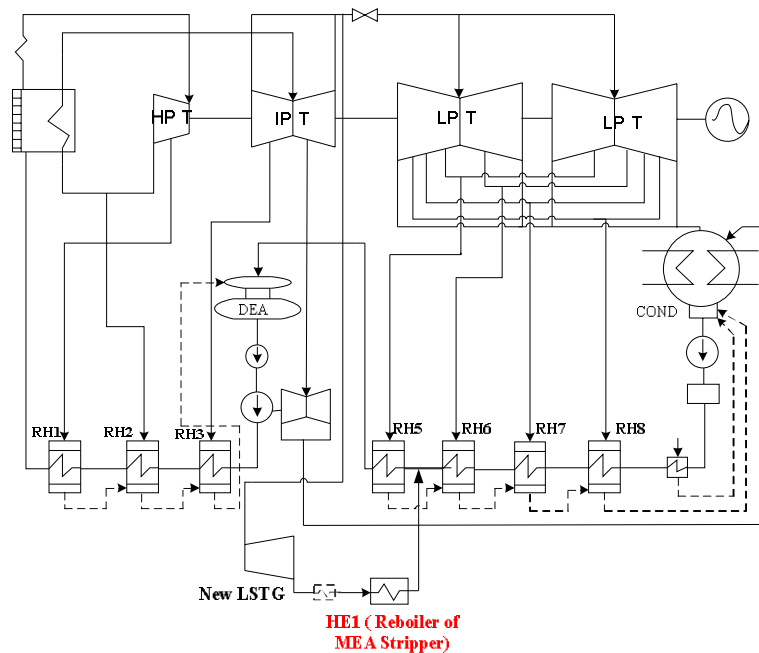 HP T
IP T
LP T
LP T
DEA
COND
RH1
RH2
RH3
RH5
RH6
RH7
RH8
New LSTG
HE1 ( Reboiler of
MEA Stripper)